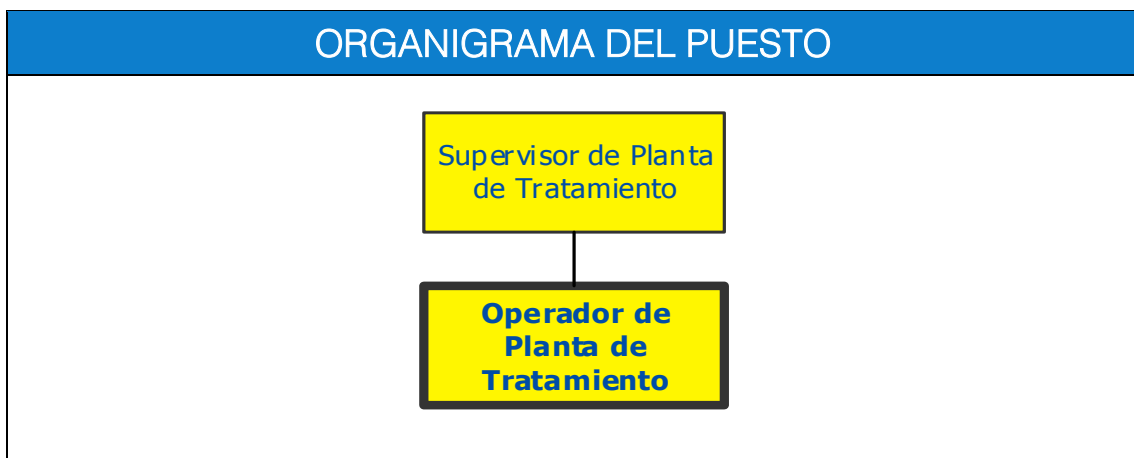 ORGANIGRAMA DEL PUESTO
Supervisor de Planta
de Tratamiento
Operador de
Planta de
Tratamiento